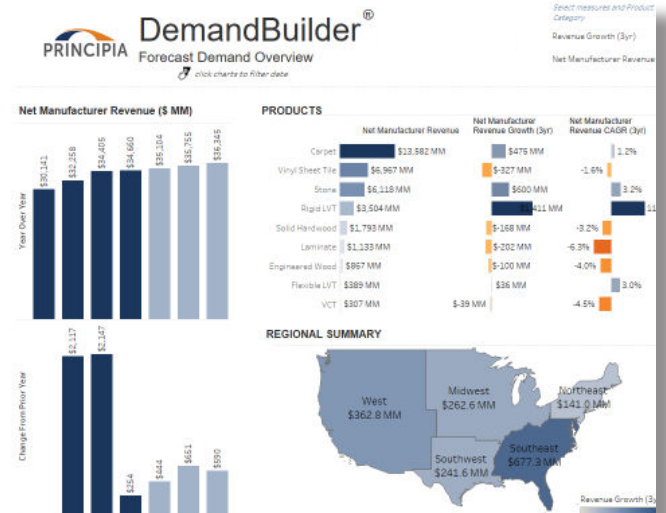 PRINCIPIA
DemandBuilder®
Forecast Demand Overview
click charts to filter data
Select measures and Product
Category
Revenue Growth (3yr)
Net Manufacturer Revenue
Net Manufacturer Revenue ($ MM)
Year Over Year
$30,141
$32,258
$34,405
$34,660
$35,104
$35,755
$36,345
Change From Prior Year
$2,117
$2,147
$254
$444
$651
$590
PRODUCTS
Net Manufacturer Revenue
Net Manufacturer
Revenue Growth (3yr)
Net Manufacturer
Revenue CAGR (3yr)
Carpet $13,582 MM $475 MM 1.2%
Vinyl Sheet Tile $6,967 MM $-327 MM -1.6%
Stone $6,118 MM $600 MM 3.2%
Rigid LVT $3,504 MM $1,411 MM 11
Solid Hardwood $1,793 MM $-168 MM -3.2%
Laminate $1,133 MM $-202 MM -6.3%
Engineered Wood $867 MM $-100 MM -4.0%
Flexible LVT $389 MM $36 MM 3.0%
VCT $307 MM $-39 MM -4.5%
REGIONAL SUMMARY
West
$362.8 MM
Midwest
$262.6 MM
Northeast
$141.0 MM
Southwest
$241.6 MM
Southeast
$677.3 MM
Revenue Growth (3y